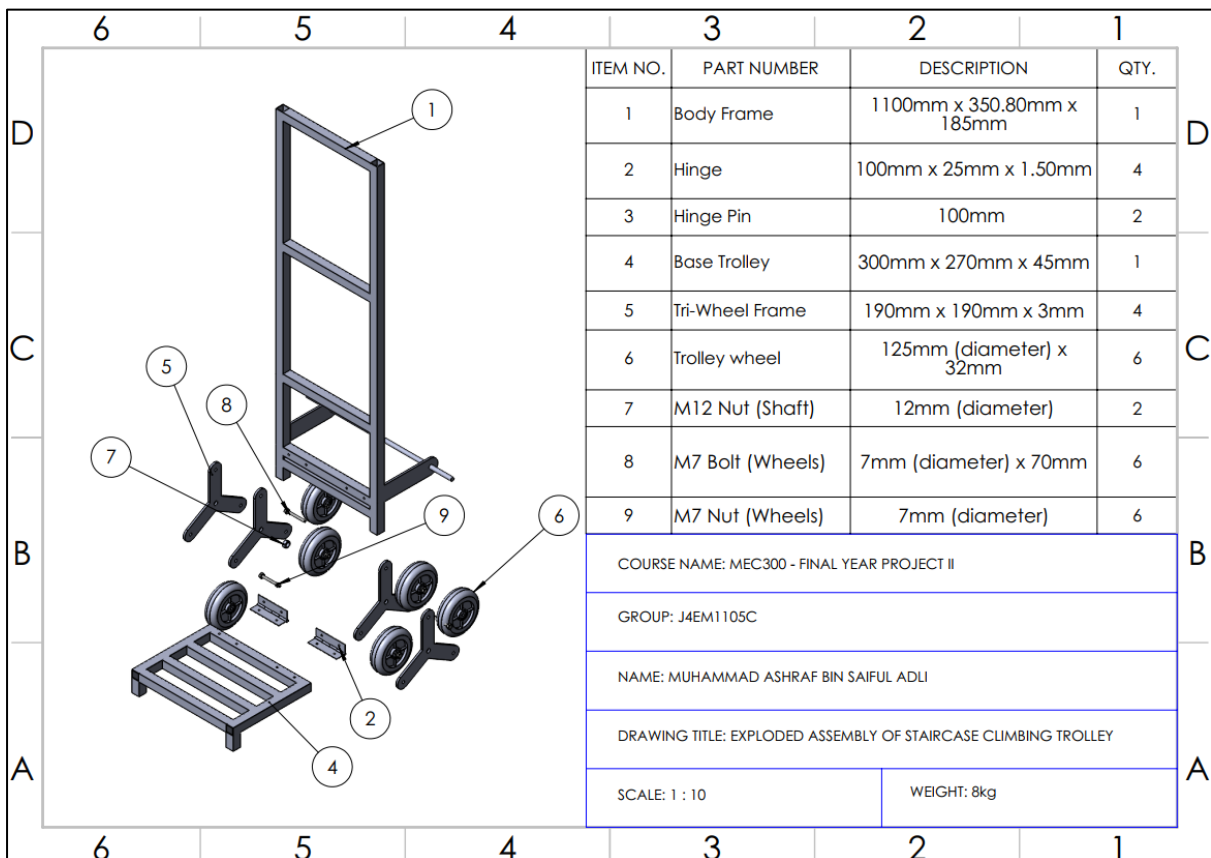 6 5 4 3 2 1
D
C
B
A
D
C
B
A
1
5
8
7
9
6
2
4
ITEM NO. PART NUMBER DESCRIPTION QTY.
1 Body Frame 1100mm x 350.80mm x
185mm 1
2 Hinge 100mm x 25mm x 1.50mm 4
3 Hinge Pin 100mm 2
4 Base Trolley 300mm x 270mm x 45mm 1
5 Tri-Wheel Frame 190mm x 190mm x 3mm 4
6 Trolley wheel 125mm (diameter) x
32mm 6
7 M12 Nut (Shaft) 12mm (diameter) 2
8 M7 Bolt (Wheels) 7mm (diameter) x 70mm 6
9 M7 Nut (Wheels) 7mm (diameter) 6
COURSE NAME: MEC300 - FINAL YEAR PROJECT II
GROUP: J4EM1105C
NAME: MUHAMMAD ASHRAF BIN SAIFUL ADLI
DRAWING TITLE: EXPLODED ASSEMBLY OF STAIRCASE CLIMBING TROLLEY
SCALE: 1 : 10 WEIGHT: 8kg
6 5 4 3 2 1